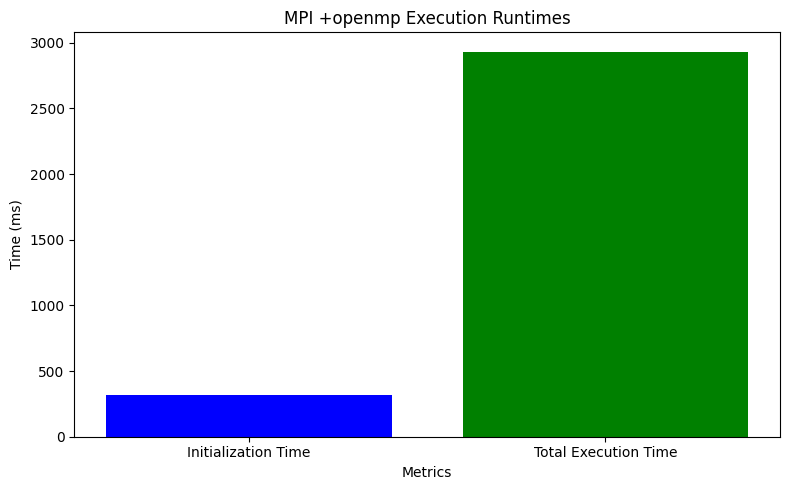 MPI +openmp Execution Runtimes
3000
2500
2000
1500
1000
500
0
Time (ms)
Initialization Time
Total Execution Time
Metrics